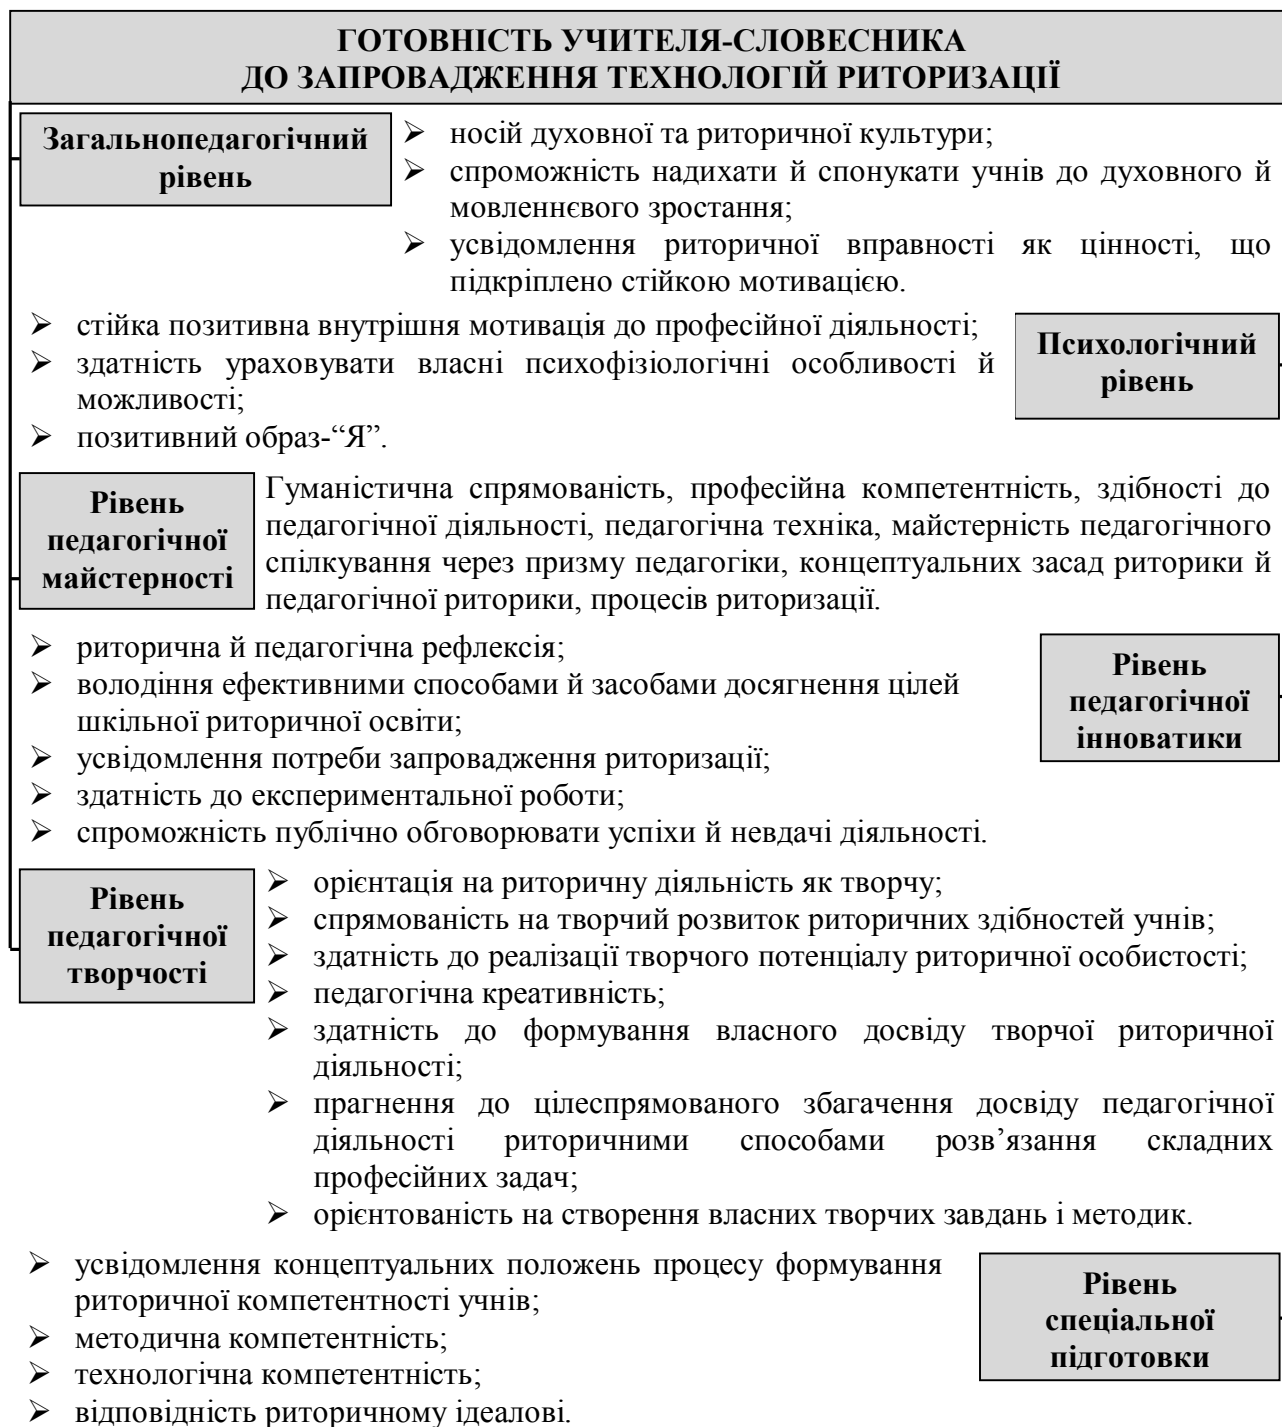 ГОТОВНІСТЬ УЧИТЕЛЯ-СЛОВЕСНИКА
ДО ЗАПРОВАДЖЕННЯ ТЕХНОЛОГІЙ РИТОРИЗАЦІЇ
Загальнопедагогічний
рівень
➢ носій духовної та риторичної культури;
➢ спроможність надихати й спонукати учнів до духовного й
мовленнєвого зростання;
➢ усвідомлення риторичної вправності як цінності, що
підкріплено стійкою мотивацією.
➢ стійка позитивна внутрішня мотивація до професійної діяльності;
➢ здатність ураховувати власні психофізіологічні особливості й
можливості;
➢ позитивний образ-“Я”.
Психологічний
рівень
Рівень
педагогічної
майстерності
Гуманістична спрямованість, професійна компетентність, здібності до
педагогічної діяльності, педагогічна техніка, майстерність педагогічного
спілкування через призму педагогіки, концептуальних засад риторики й
педагогічної риторики, процесів риторизації.
➢ риторична й педагогічна рефлексія;
➢ володіння ефективними способами й засобами досягнення цілей
шкільної риторичної освіти;
➢ усвідомлення потреби запровадження риторизації;
➢ здатність до експериментальної роботи;
➢ спроможність публічно обговорювати успіхи й невдачі діяльності.
Рівень
педагогічної
інноватики
Рівень
педагогічної
творчості
➢ орієнтація на риторичну діяльність як творчу;
➢ спрямованість на творчий розвиток риторичних здібностей учнів;
➢ здатність до реалізації творчого потенціалу риторичної особистості;
➢ педагогічна креативність;
➢ здатність до формування власного досвіду творчої риторичної
діяльності;
➢ прагнення до цілеспрямованого збагачення досвіду педагогічної
діяльності риторичними способами розв’язання складних
професійних задач;
➢ орієнтованість на створення власних творчих завдань і методик.
➢ усвідомлення концептуальних положень процесу формування
риторичної компетентності учнів;
➢ методична компетентність;
➢ технологічна компетентність;
➢ відповідність риторичному ідеалові.
Рівень
спеціальної
підготовки